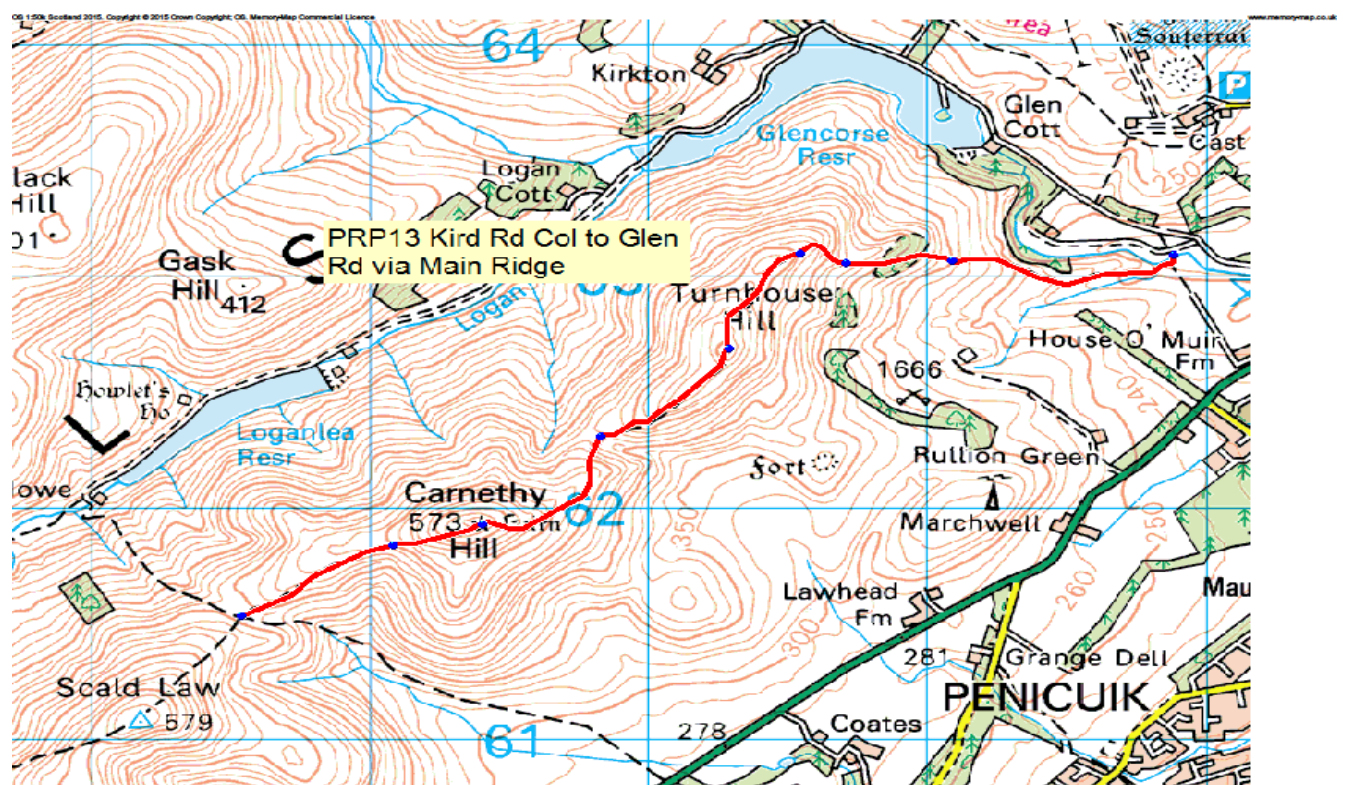 OS 1:50k Scotland 2015. Copyright © 2015 Crown Copyright; OS. Memory-Map Commercial Licence
www.memory-map.co.uk
64
Kirkton
Souterrai
P
Glencorse
Resr
Glen
Cott
Cast
250
Logan
Cott
lack
Hill
01
Gask
Hill
412
PRP13 Kird Rd Col to Glen
Rd via Main Ridge
Logan
Turnhouse
Hill
House O' Muir
Fm
1666
240
Howlet's
Ho
Loganlea
Resr
Rullion Green
Fort
owe
Carnethy
573
Hill
62
350
Marchwell
250
260
Lawhead
Fm
300
Mau
281
Grange Dell
Scald Law
579
PENICUIK
61
278
Coates